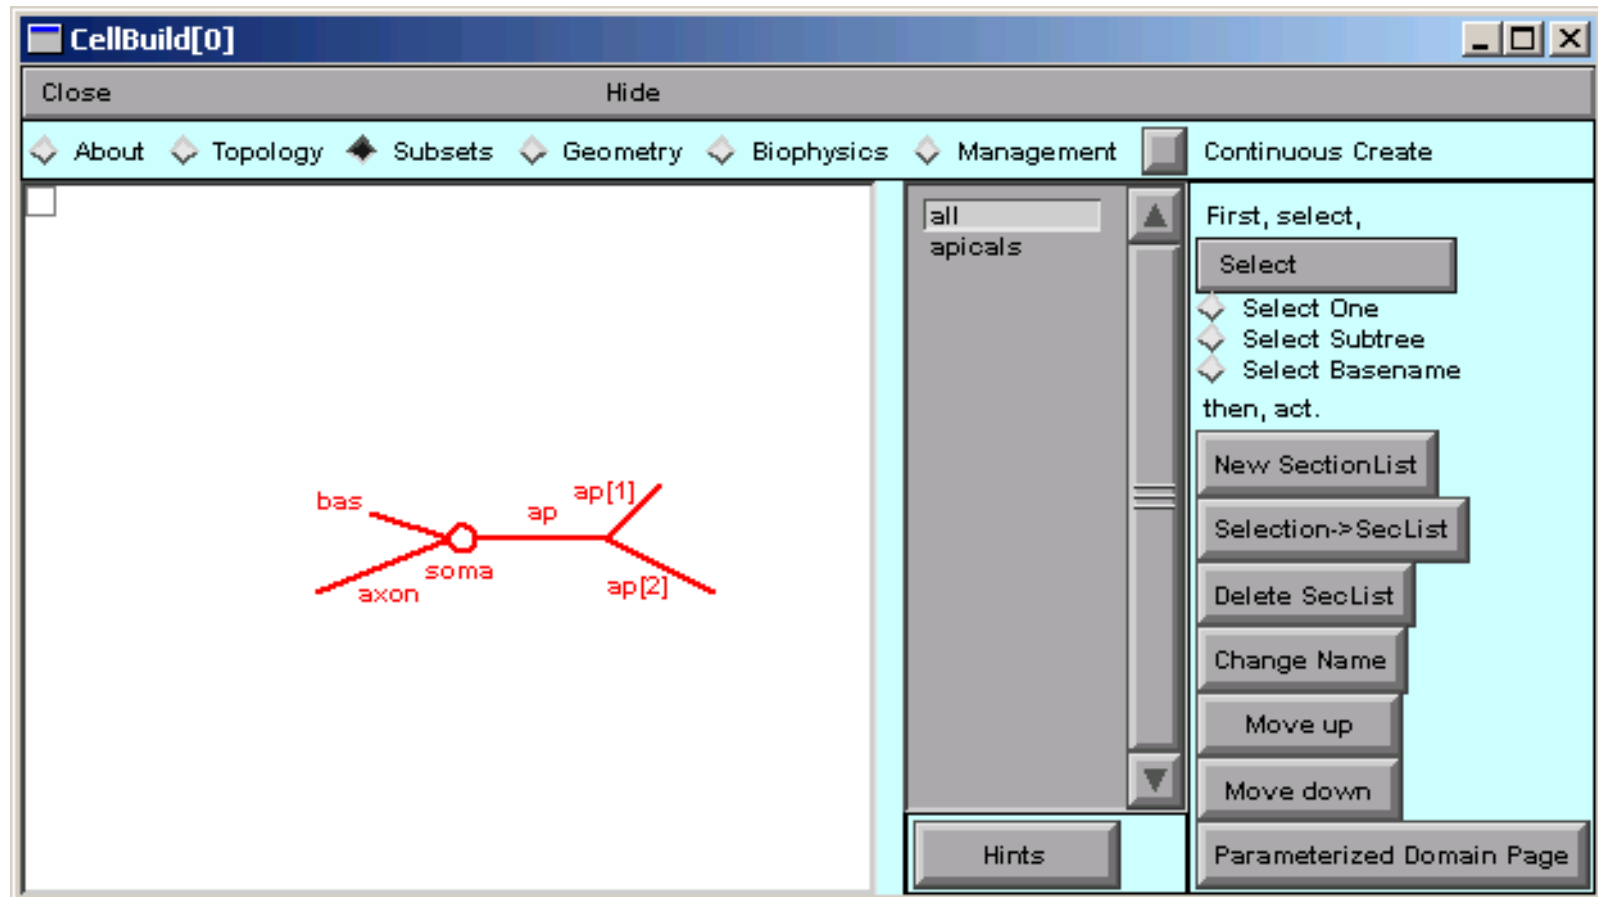 CellBuild[0]
Close Hide
About Topology Subsets Geometry Biophysics Management Continuous Create
bas
ap
ap[1]
soma
axon
ap[2]
all
apicals
Hints
First, select,
Select
Select One
Select Subtree
Select Basename
then, act.
New SectionList
Selection->SecList
Delete SecList
Change Name
Move up
Move down
Parameterized Domain Page